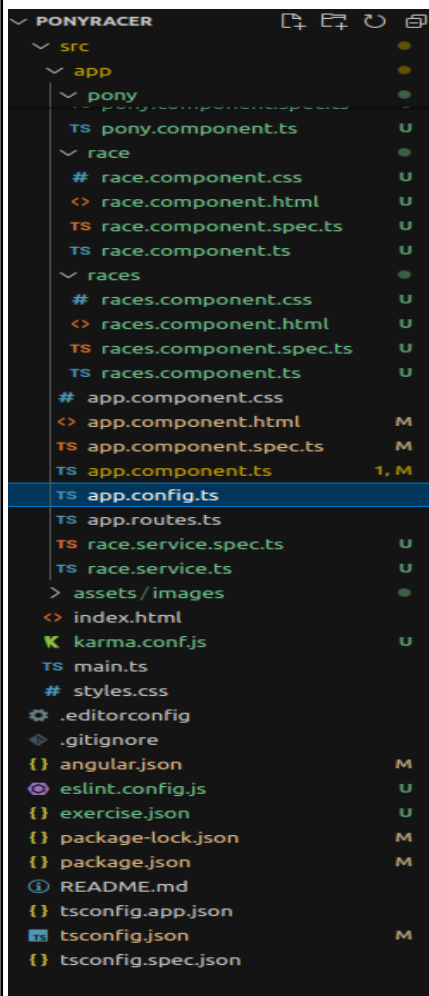 PONYRACER
src
app
pony
TS pony.component.ts U
race
# race.component.css U
<> race.component.html U
TS race.component.spec.ts U
TS race.component.ts U
races
# races.component.css U
<> races.component.html U
TS races.component.spec.ts U
TS races.component.ts U
# app.component.css
<> app.component.html M
TS app.component.spec.ts M
TS app.component.ts 1, M
TS app.config.ts
TS app.routes.ts
TS race.service.spec.ts U
TS race.service.ts U
> assets/images
<> index.html
K karma.conf.js U
TS main.ts
# styles.css
.editorconfig
.gitignore
{} angular.json M
eslint.config.js U
{} exercise.json U
{} package-lock.json M
{} package.json M
README.md
{} tsconfig.app.json
TS tsconfig.json M
{} tsconfig.spec.json